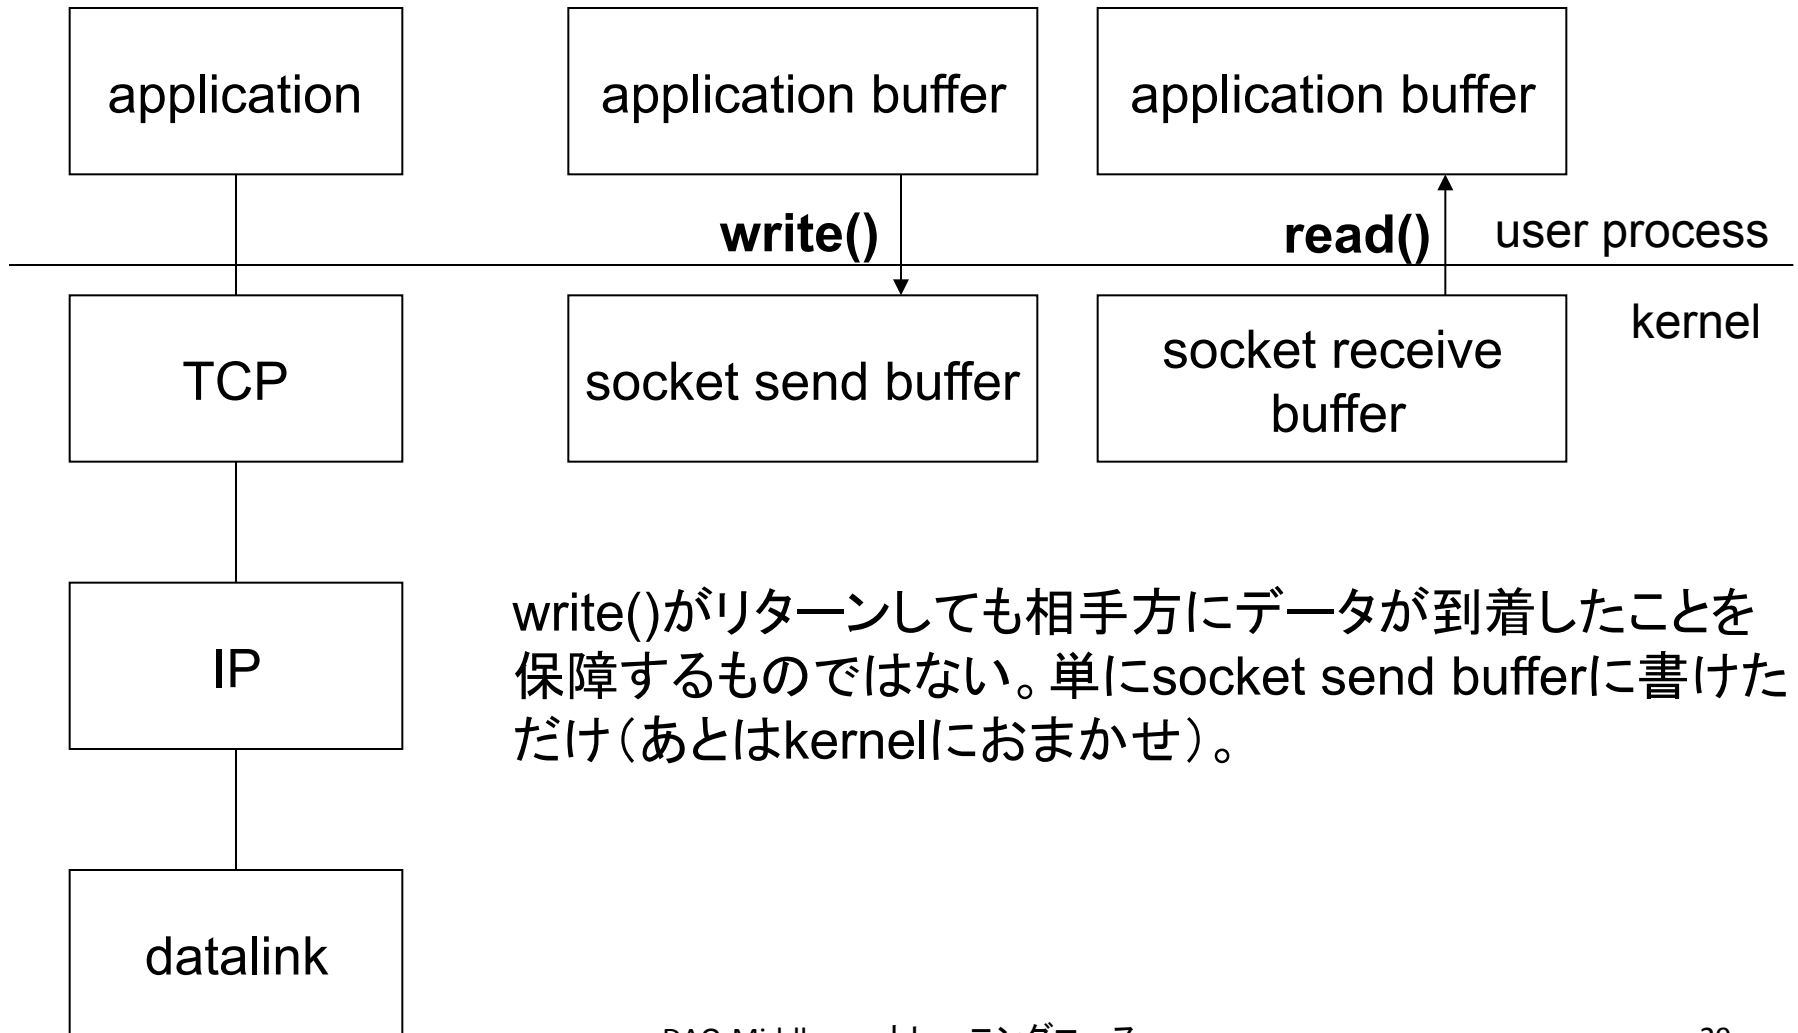 application
application buffer
application buffer
write()
read()
user process
kernel
TCP
socket send buffer
socket receive
buffer
IP
write()がリターンしても相手方にデータが到着したことを
保障するものではない。単にsocket send bufferに書けた
だけ(あとはkernelにおまかせ)。
datalink